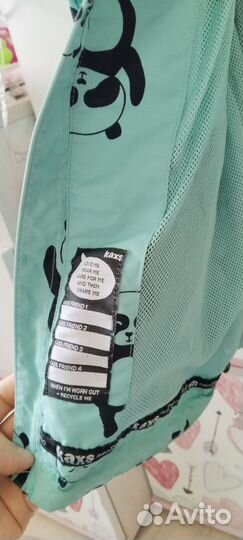 kaxs
LOVE ME
WEAR ME
CARE FOR ME
AND THEN
SHARE ME
KAXS FRIEND 1
KAXS FRIEND 2
KAXS FRIEND 3
KAXS FRIEND 4
WHEN I'M WORN OUT
- RECYCLE ME
kaxs
Avito